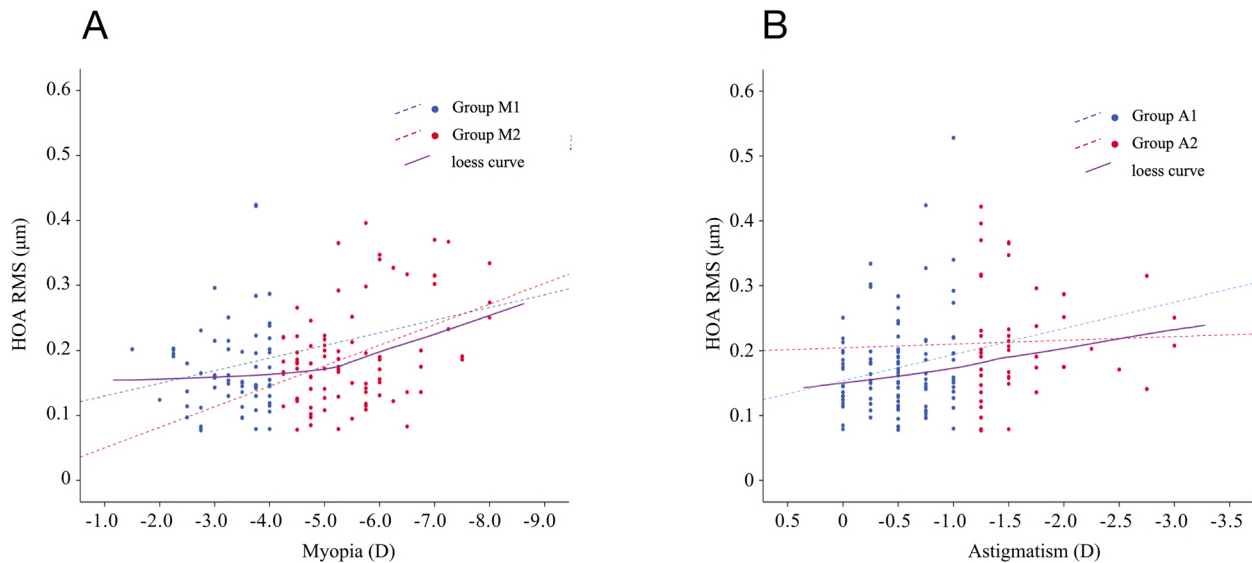 A
B
0.6
0.5
0.4
0.3
0.2
0.1
0
HOA RMS (μm)
Group M1
Group M2
loess curve
-1.0 -2.0 -3.0 -4.0 -5.0 -6.0 -7.0 -8.0 -9.0
Myopia (D)
0.6
0.5
0.4
0.3
0.2
0.1
0
HOA RMS (μm)
Group A1
Group A2
loess curve
0.5 0 -0.5 -1.0 -1.5 -2.0 -2.5 -3.0 -3.5
Astigmatism (D)